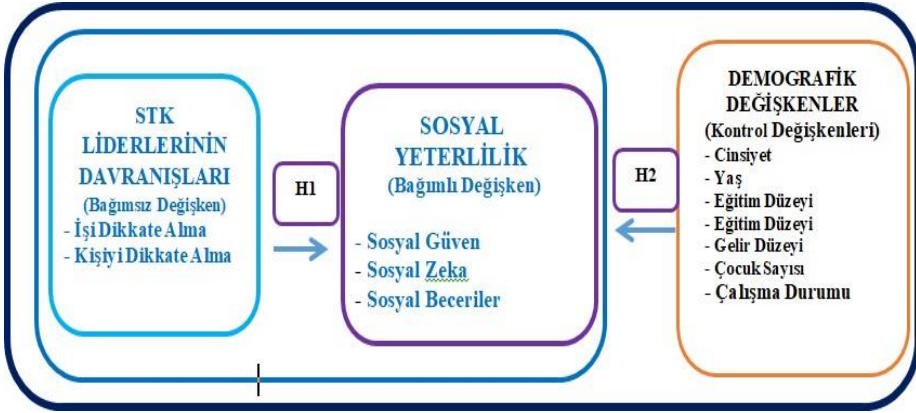 STK
LİDERLERİNİN
DAVRANIŞLARI
(Bağımsız Değişken)
- İşi Dikkate Alma
- Kişiyi Dikkate Alma
H1
SOSYAL
YETERLİLİK
(Bağımlı Değişken)
- Sosyal Güven
- Sosyal Zeka
- Sosyal Beceriler
H2
DEMOGRAFİK
DEĞİŞKENLER
(Kontrol Değişkenleri)
- Cinsiyet
- Yaş
- Eğitim Düzeyi
- Eğitim Düzeyi
- Gelir Düzeyi
- Çocuk Sayısı
- Çalışma Durumu